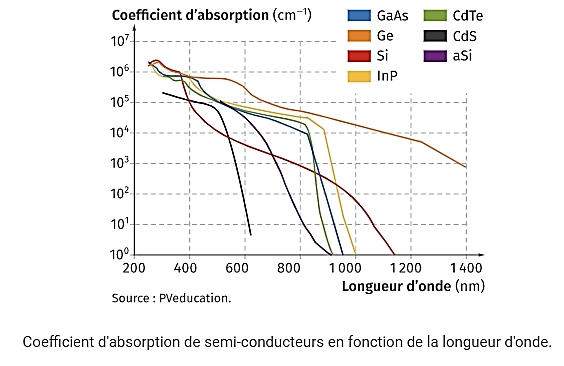 Coefficient d'absorption (cm⁻¹)
GaAs
Ge
Si
InP
CdTe
CdS
aSi
10⁷
10⁶
10⁵
10⁴
10³
10²
10¹
10⁰
200 400 600 800 1 000 1 200 1 400
Longueur d'onde (nm)
Source : PVeducation.
Coefficient d'absorption de semi-conducteurs en fonction de la longueur d'onde.